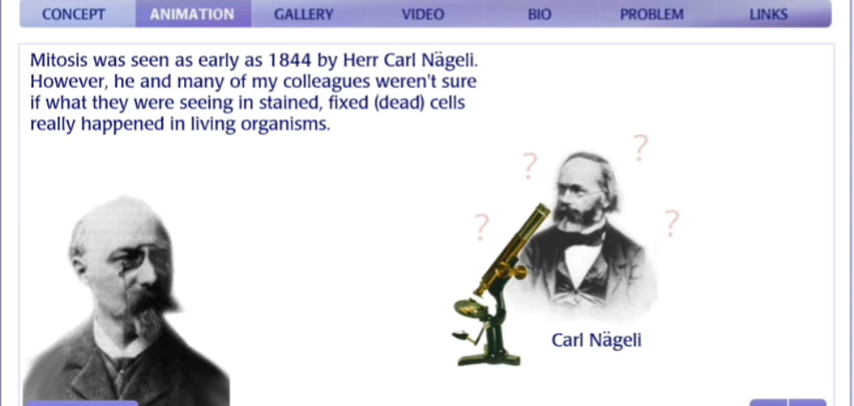 CONCEPT ANIMATION GALLERY VIDEO BIO PROBLEM LINKS
Mitosis was seen as early as 1844 by Herr Carl Nägeli.
However, he and many of my colleagues weren't sure
if what they were seeing in stained, fixed (dead) cells
really happened in living organisms.
? ?
? ?
Carl Nägeli